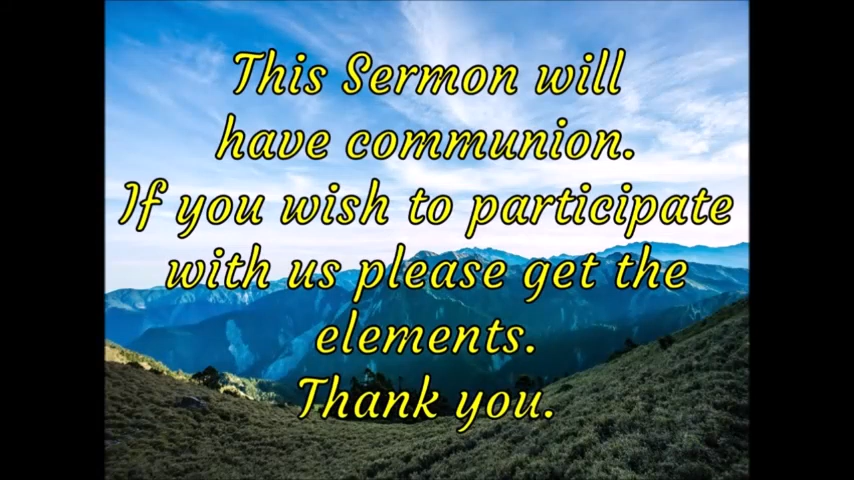 This Sermon will
have communion.
If you wish to participate
with us please get the
elements.
Thank you.